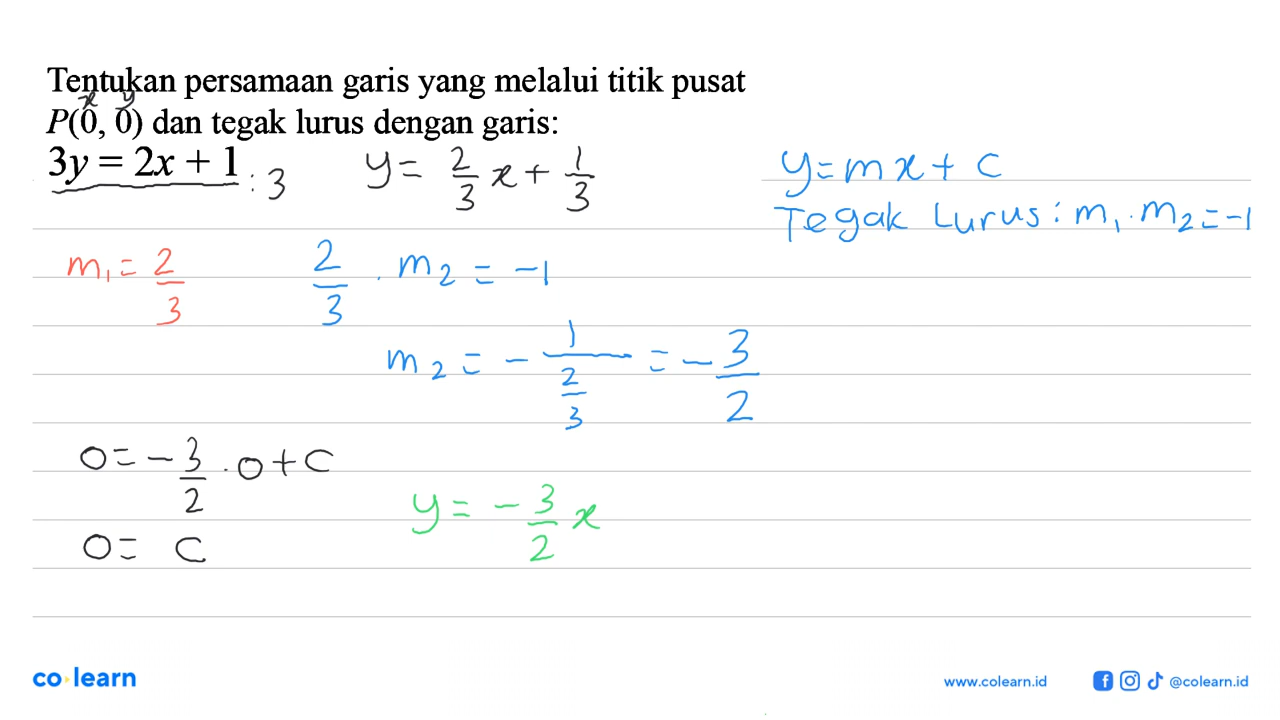 Tentukan persamaan garis yang melalui titik pusat
x y
P(0, 0) dan tegak lurus dengan garis:
3y = 2x + 1 : 3 y = 2/3 x + 1/3
y = mx + c
Tegak Lurus : m₁ . m₂ = -1
m₁ = 2/3 2/3 . m₂ = -1
m₂ = - 1/(2/3) = - 3/2
0 = - 3/2 . 0 + c
y = - 3/2 x
0 = c
co learn
www.colearn.id @colearn.id